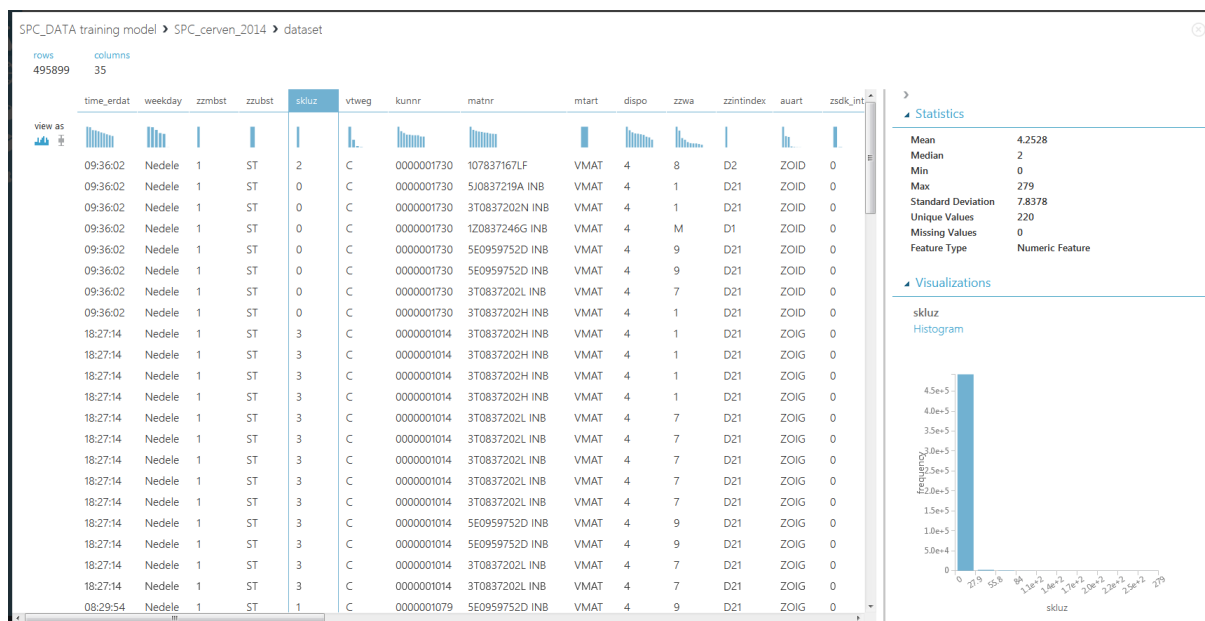 SPC_DATA training model > SPC_cerven_2014 > dataset
rows columns
495899 35
time_erdat weekday zzmbst zzubst skluz vtweg kunnr matnr mtart dispo zzwa zzintindex auart zsdk_int
view as
09:36:02 Nedele 1 ST 2 C 0000001730 107837167LF VMAT 4 8 D2 ZOID 0
09:36:02 Nedele 1 ST 0 C 0000001730 5J0837219A INB VMAT 4 1 D21 ZOID 0
09:36:02 Nedele 1 ST 0 C 0000001730 3T0837202N INB VMAT 4 1 D21 ZOID 0
09:36:02 Nedele 1 ST 0 C 0000001730 1Z0837246G INB VMAT 4 M D1 ZOID 0
09:36:02 Nedele 1 ST 0 C 0000001730 5E0959752D INB VMAT 4 9 D21 ZOID 0
09:36:02 Nedele 1 ST 0 C 0000001730 5E0959752D INB VMAT 4 9 D21 ZOID 0
09:36:02 Nedele 1 ST 0 C 0000001730 3T0837202L INB VMAT 4 7 D21 ZOID 0
09:36:02 Nedele 1 ST 0 C 0000001730 3T0837202H INB VMAT 4 1 D21 ZOID 0
18:27:14 Nedele 1 ST 3 C 0000001014 3T0837202H INB VMAT 4 1 D21 ZOIG 0
18:27:14 Nedele 1 ST 3 C 0000001014 3T0837202H INB VMAT 4 1 D21 ZOIG 0
18:27:14 Nedele 1 ST 3 C 0000001014 3T0837202H INB VMAT 4 1 D21 ZOIG 0
18:27:14 Nedele 1 ST 3 C 0000001014 3T0837202H INB VMAT 4 1 D21 ZOIG 0
18:27:14 Nedele 1 ST 3 C 0000001014 3T0837202L INB VMAT 4 7 D21 ZOIG 0
18:27:14 Nedele 1 ST 3 C 0000001014 3T0837202L INB VMAT 4 7 D21 ZOIG 0
18:27:14 Nedele 1 ST 3 C 0000001014 3T0837202L INB VMAT 4 7 D21 ZOIG 0
18:27:14 Nedele 1 ST 3 C 0000001014 3T0837202L INB VMAT 4 7 D21 ZOIG 0
18:27:14 Nedele 1 ST 3 C 0000001014 3T0837202L INB VMAT 4 7 D21 ZOIG 0
18:27:14 Nedele 1 ST 3 C 0000001014 5E0959752D INB VMAT 4 9 D21 ZOIG 0
18:27:14 Nedele 1 ST 3 C 0000001014 5E0959752D INB VMAT 4 9 D21 ZOIG 0
18:27:14 Nedele 1 ST 3 C 0000001014 3T0837202L INB VMAT 4 7 D21 ZOIG 0
18:27:14 Nedele 1 ST 3 C 0000001014 3T0837202L INB VMAT 4 7 D21 ZOIG 0
08:29:54 Nedele 1 ST 1 C 0000001079 5E0959752D INB VMAT 4 9 D21 ZOIG 0
Statistics
Mean 4.2528
Median 2
Min 0
Max 279
Standard Deviation 7.8378
Unique Values 220
Missing Values 0
Feature Type Numeric Feature
Visualizations
skluz
Histogram
frequency
4.5e+5
4.0e+5
3.5e+5
3.0e+5
2.5e+5
2.0e+5
1.5e+5
1.0e+5
5.0e+4
0
0 27.9 55.8 84 1.1e+2 1.4e+2 1.7e+2 2.0e+2 2.2e+2 2.5e+2 279
skluz